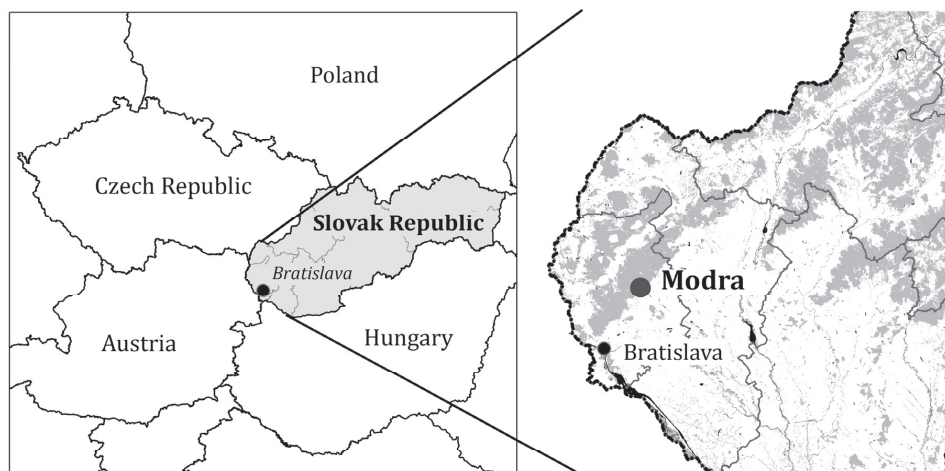 Poland
Czech Republic
Slovak Republic
Bratislava
Austria
Hungary
Modra
Bratislava